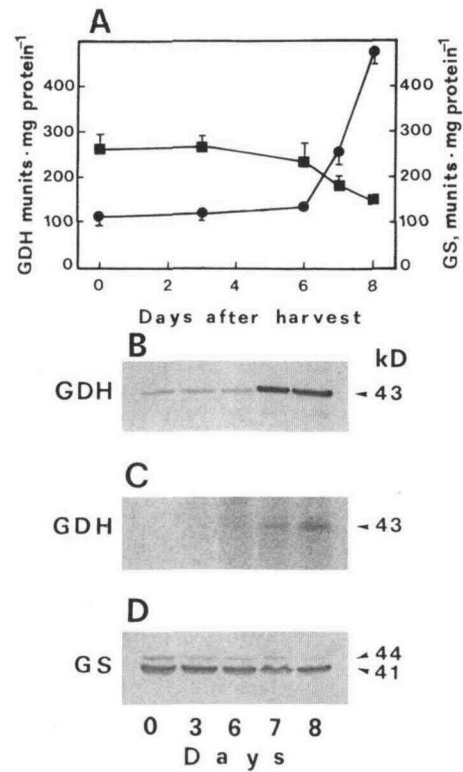 A
GDH munits · mg protein⁻¹
400
300
200
100
0
GS, munits · mg protein⁻¹
400
300
200
100
0
0 2 4 6 8
Days after harvest
B
kD
GDH
43
C
GDH
43
D
GS
44
41
0 3 6 7 8
Days